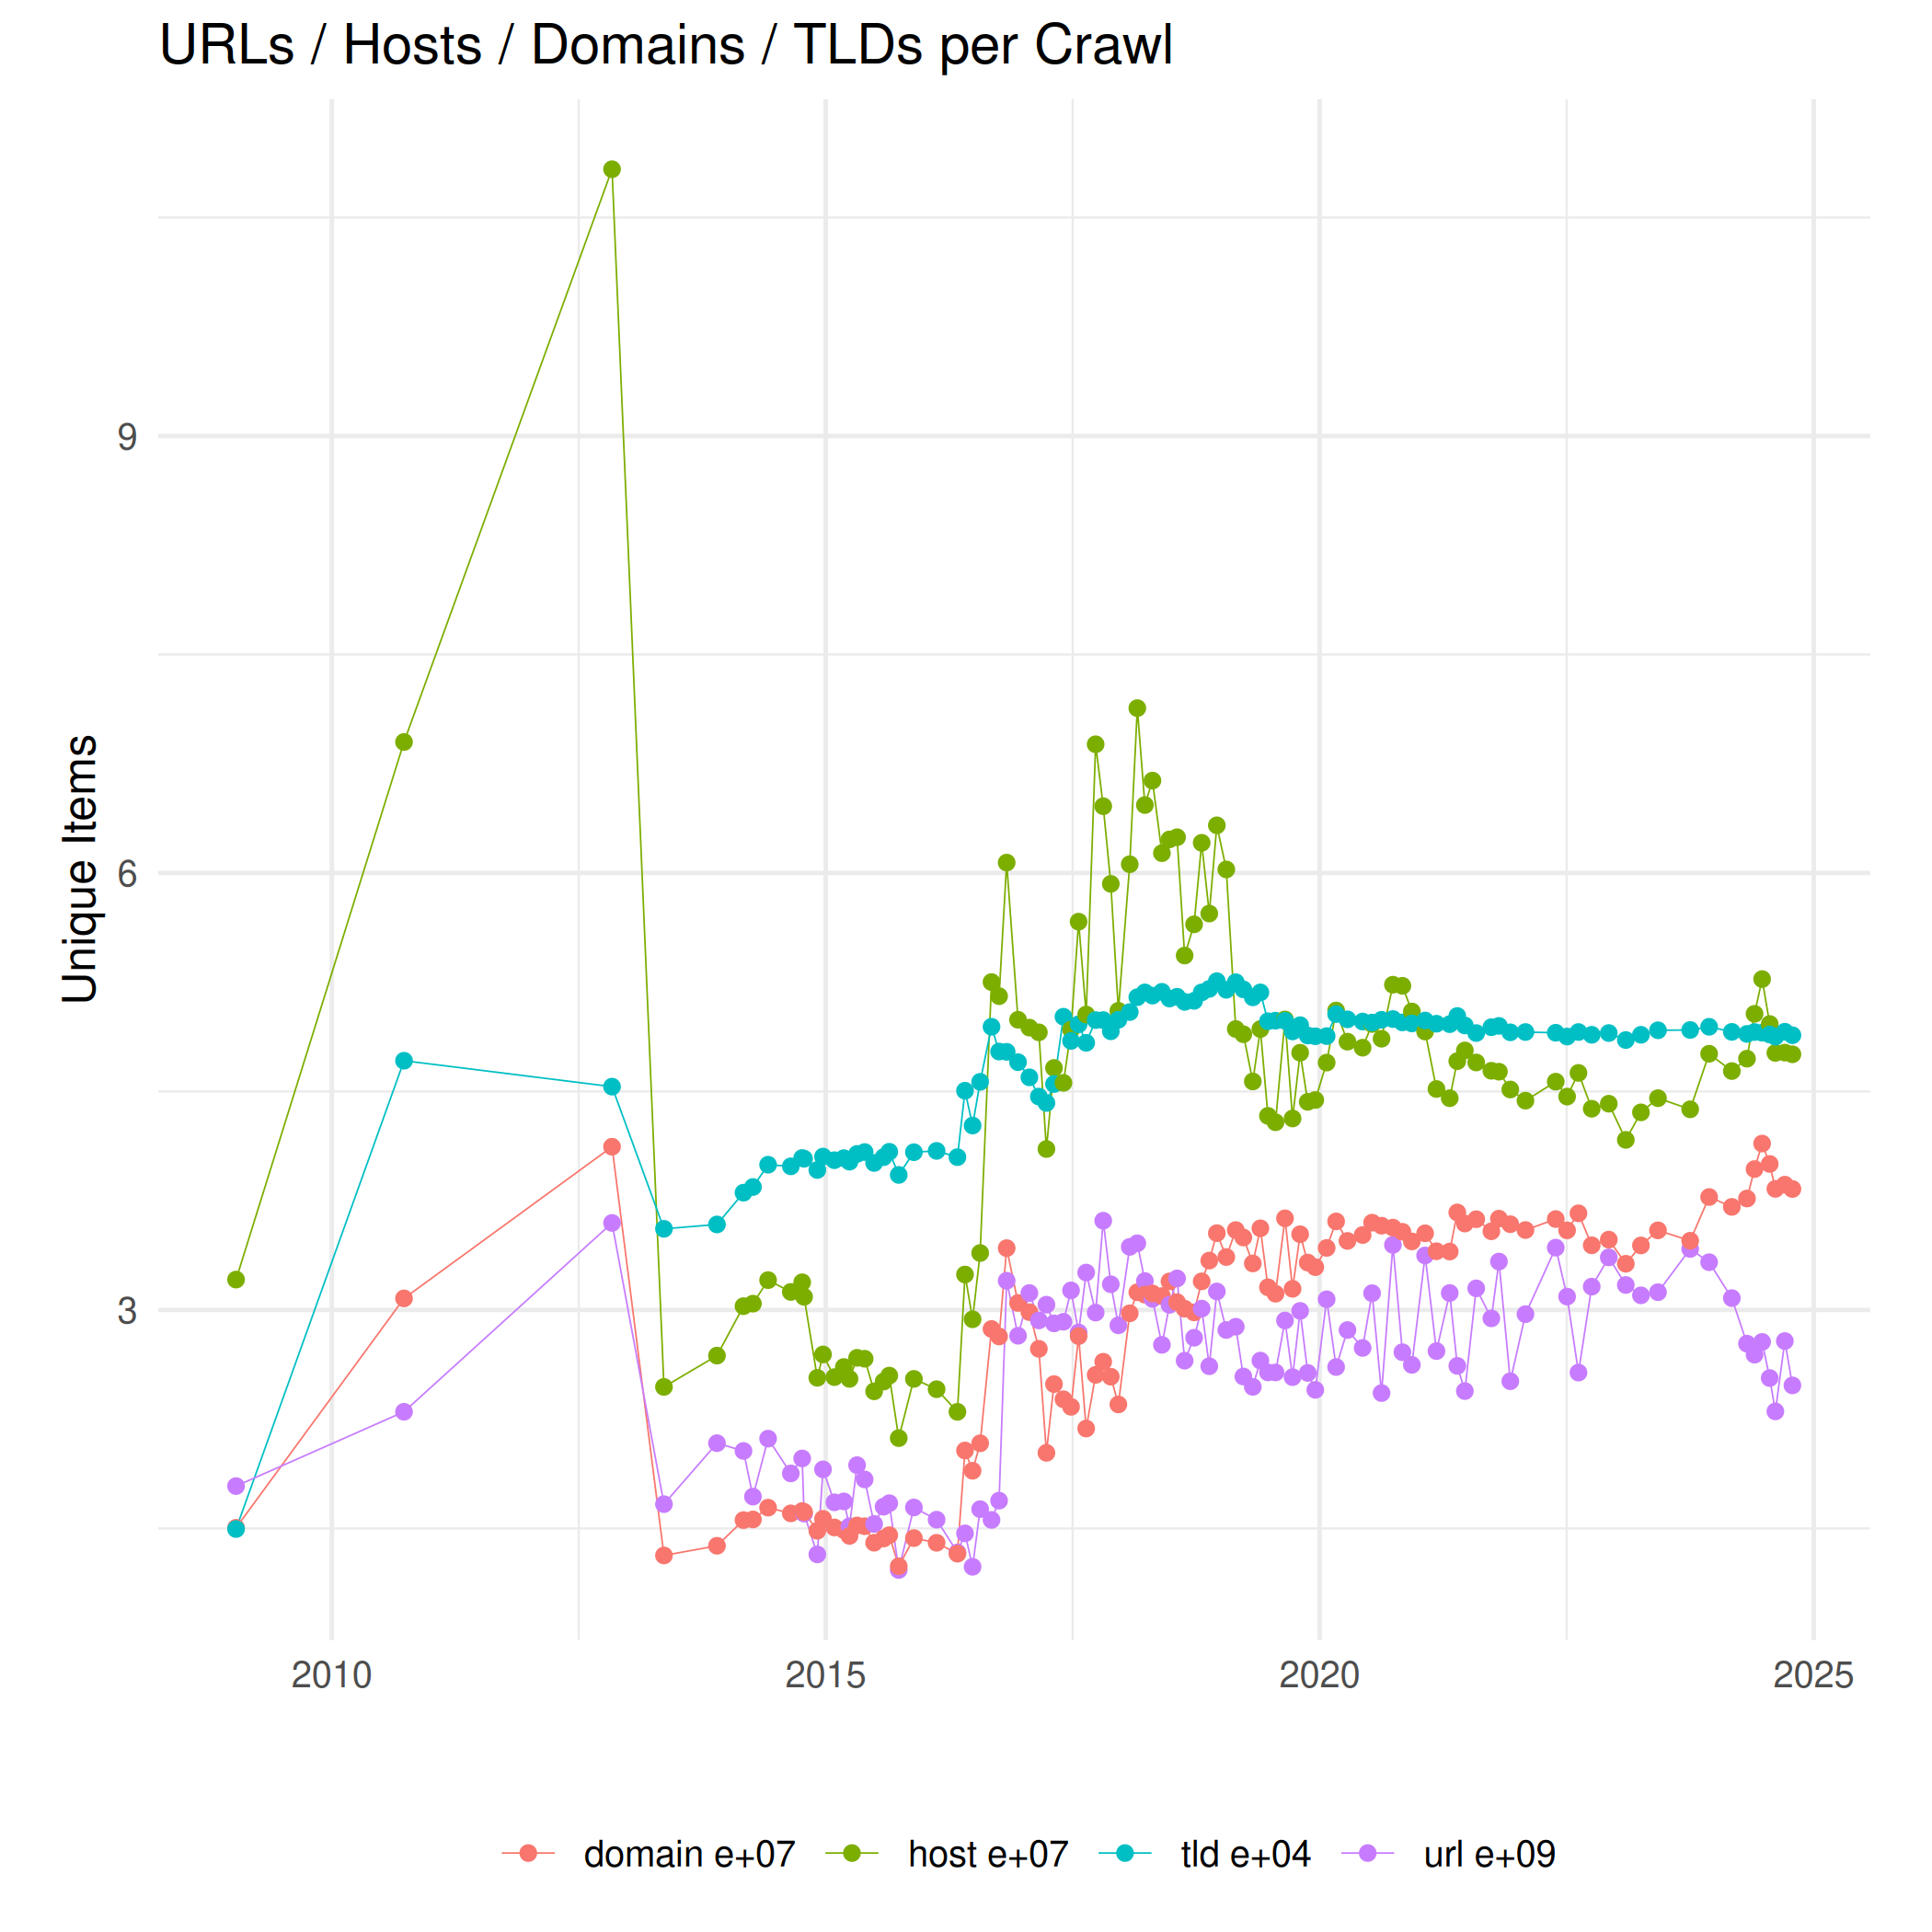 URLs / Hosts / Domains / TLDs per Crawl
Unique Items
9
6
3
2010 2015 2020 2025
domain e+07 host e+07 tld e+04 url e+09